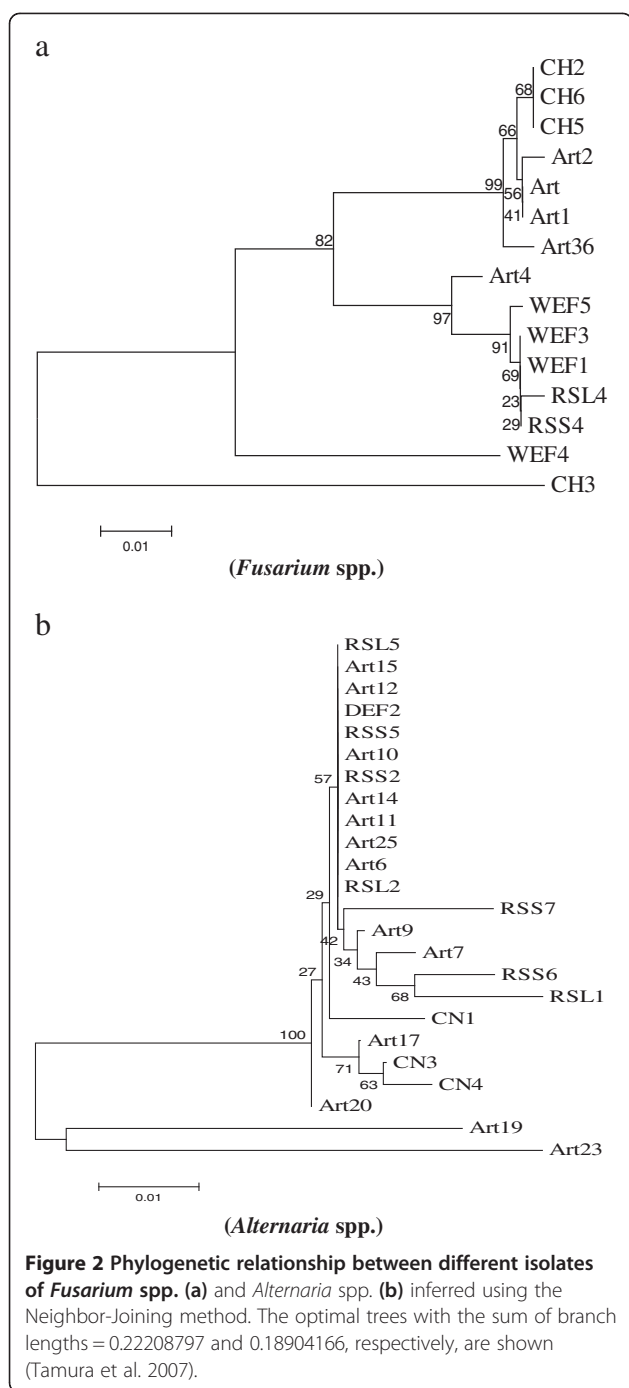 a
CH2
68
CH6
CH5
66
Art2
99
56
Art
41
Art1
Art36
82
Art4
97
WEF5
91
WEF3
WEF1
69
RSL4
23
29
RSS4
WEF4
CH3
0.01
(Fusarium spp.)
b
RSL5
Art15
Art12
DEF2
RSS5
Art10
57
RSS2
Art14
Art11
Art25
Art6
RSL2
29
RSS7
42
Art9
34
Art7
27
43
RSS6
68
RSL1
CN1
100
Art17
71
CN3
63
CN4
Art20
Art19
Art23
0.01
(Alternaria spp.)
Figure 2 Phylogenetic relationship between different isolates
of Fusarium spp. (a) and Alternaria spp. (b) inferred using the
Neighbor-Joining method. The optimal trees with the sum of branch
lengths = 0.22208797 and 0.18904166, respectively, are shown
(Tamura et al. 2007).